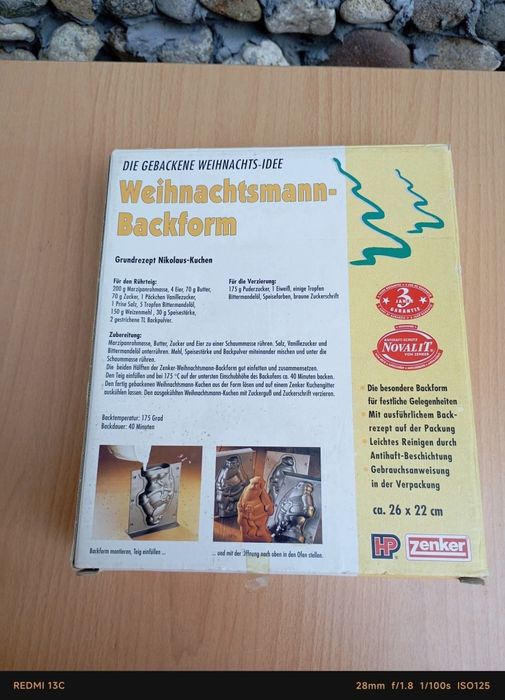 DIE GEBACKENE WEIHNACHTS-IDEE
Weihnachtsmann-
Backform
Grundrezept Nikolaus-Kuchen
Für den Rührteig:
200 g Marzipanrohmasse, 4 Eier, 70 g Butter,
70 g Zucker, 1 Päckchen Vanillezucker,
1 Prise Salz, 5 Tropfen Bittermandelöl,
150 g Weizenmehl, 30 g Speisestärke,
2 gestrichene TL Backpulver.
Für die Verzierung:
175 g Puderzucker, 1 Eiweiß, einige Tropfen
Bittermandelöl, Speisefarben, braune Zuckerschrift
Zubereitung:
Marzipanrohmasse, Butter, Zucker und Eier zu einer Schaummasse rühren. Salz, Vanillezucker und
Bittermandelöl unterrühren. Mehl, Speisestärke und Backpulver miteinander mischen und unter die
Schaummasse rühren.
Die beiden Hälften der Zenker-Weihnachtsmann-Backform gut einfetten und zusammensetzen.
Den Teig einfüllen und bei 175 °C auf der untersten Einschubhöhe des Backofens ca. 40 Minuten backen.
Den fertig gebackenen Weihnachtsmann-Kuchen aus der Form lösen und auf einem Zenker Kuchengitter
auskühlen lassen. Den ausgekühlten Weihnachtsmann-Kuchen mit Zuckerguß und Zuckerschrift verzieren.
Backtemperatur: 175 Grad
Backdauer: 40 Minuten
Backform montieren, Teig einfüllen ...
... und mit der Öffnung nach oben in den Ofen stellen.
3
JAHRE
GARANTIE
ANTIHAFT-SCHUTZ
NOVALIT
VON ZENKER
Die besondere Backform
für festliche Gelegenheiten
Mit ausführlichem Back-
rezept auf der Packung
Leichtes Reinigen durch
Antihaft-Beschichtung
Gebrauchsanweisung
in der Verpackung
ca. 26 x 22 cm
HP
zenker
REDMI 13C
28mm f/1.8 1/100s ISO125